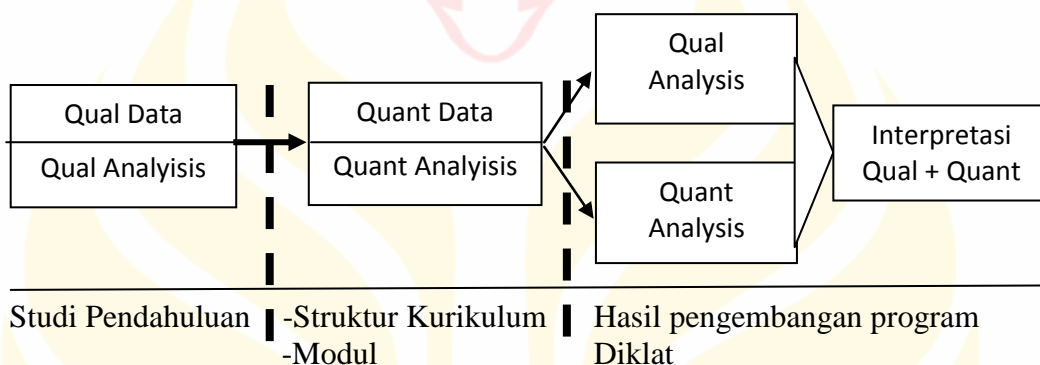 Qual Data
Qual Analyisis
Quant Data
Quant Analyisis
Qual
Analysis
Quant
Analysis
Interpretasi
Qual + Quant
Studi Pendahuluan
-Struktur Kurikulum
-Modul
Hasil pengembangan program
Diklat